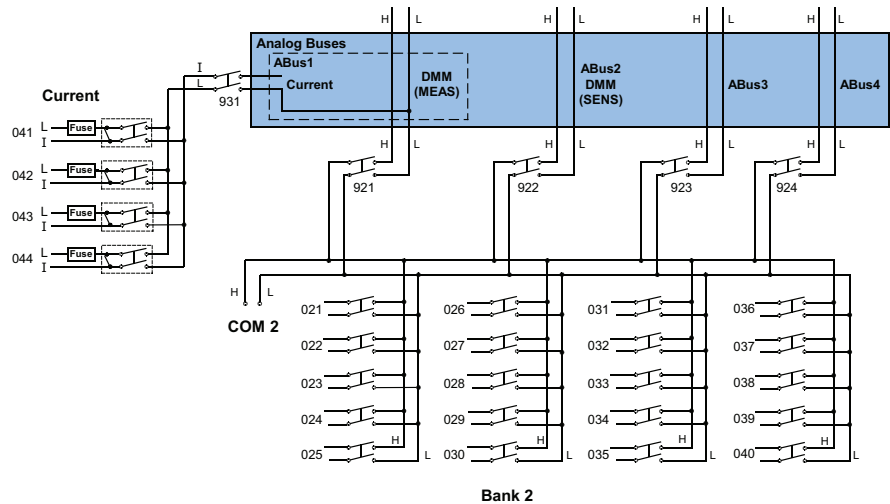 H L H L H L H L
Analog Buses
ABus1
Current
DMM
(MEAS)
ABus2
DMM
(SENS)
ABus3
ABus4
I
L
931
Current
041 L Fuse
I
042 L Fuse
I
043 L Fuse
I
044 L Fuse
I
H L H L H L H L
921 922 923 924
H L
COM 2
021 026 031 036
022 027 032 037
023 028 033 038
024 029 034 039
H H H H
025 L 030 L 035 L 040 L
Bank 2